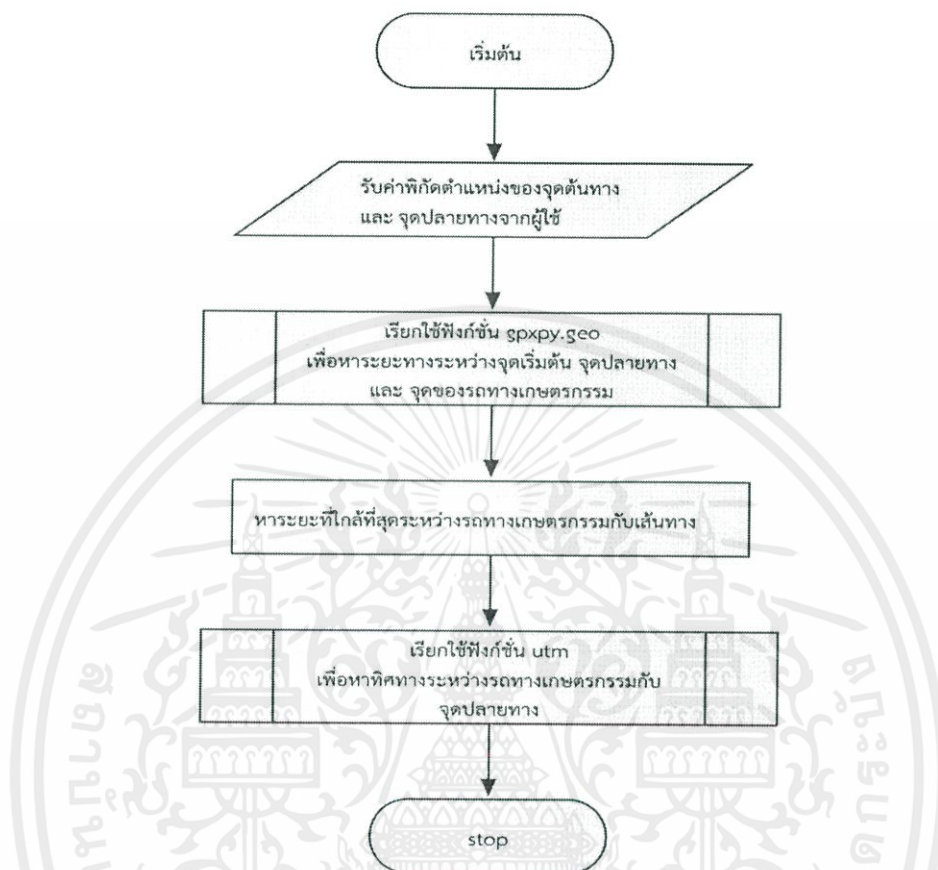 เริ่มต้น
รับค่าพิกัดตำแหน่งของจุดต้นทาง
และ จุดปลายทางจากผู้ใช้
เรียกใช้ฟังก์ชั่น gpxpy.geo
เพื่อหาระยะทางระหว่างจุดเริ่มต้น จุดปลายทาง
และ จุดของรถทางเกษตรกรรม
หาระยะที่ใกล้ที่สุดระหว่างรถทางเกษตรกรรมกับเส้นทาง
เรียกใช้ฟังก์ชั่น utm
เพื่อหาทิศทางระหว่างรถทางเกษตรกรรมกับ
จุดปลายทาง
stop